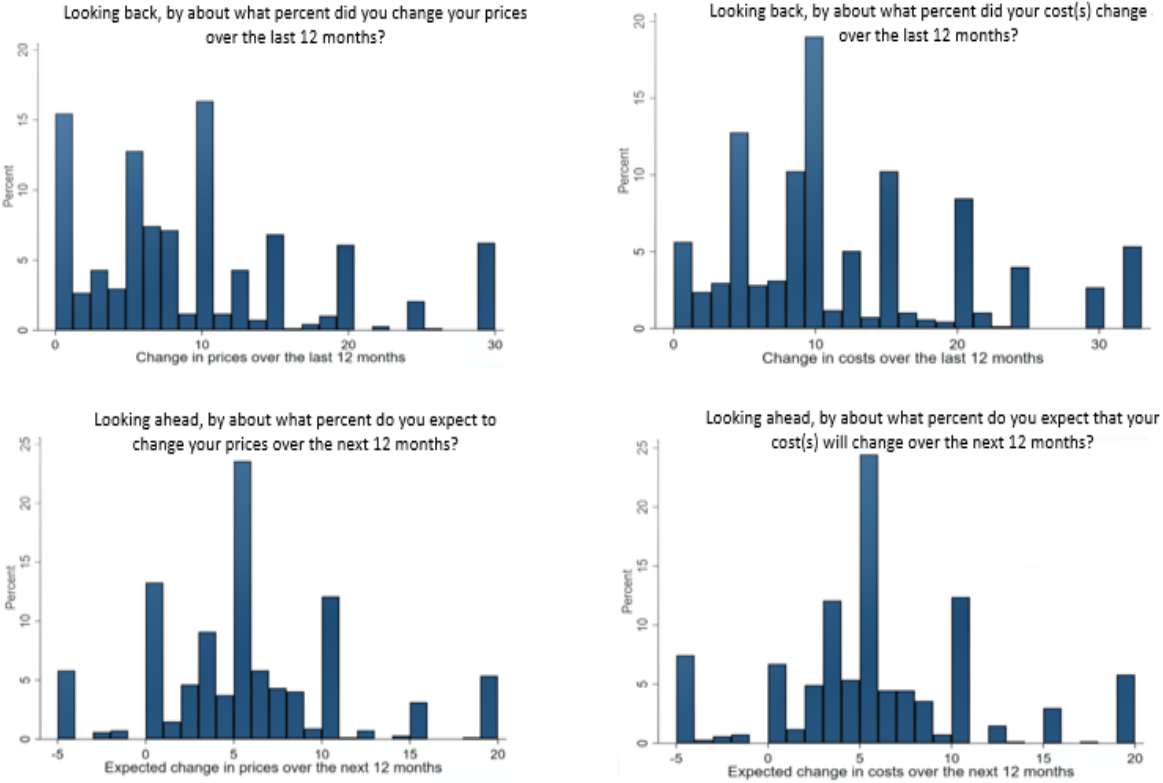 Looking back, by about what percent did you change your prices
over the last 12 months?
20
15
10
5
0
Percent
0
10
20
30
Change in prices over the last 12 months
Looking back, by about what percent did your cost(s) change
over the last 12 months?
20
15
10
5
0
Percent
0
10
20
30
Change in costs over the last 12 months
Looking ahead, by about what percent do you expect to
change your prices over the next 12 months?
25
20
15
10
5
0
Percent
-5
0
5
10
15
20
Expected change in prices over the next 12 months
Looking ahead, by about what percent do you expect that your
cost(s) will change over the next 12 months?
25
20
15
10
5
0
Percent
-5
0
5
10
15
20
Expected change in costs over the next 12 months